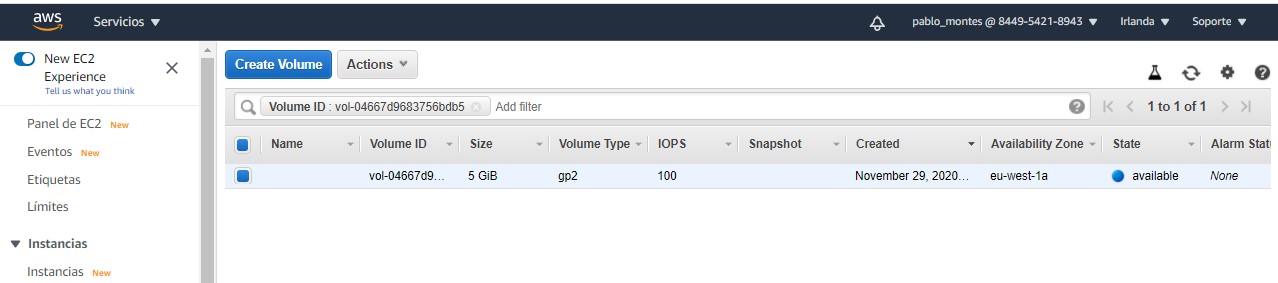 aws Servicios pablo_montes @ 8449-5421-8943 Irlanda Soporte
New EC2
Experience
Tell us what you think
Panel de EC2 New
Eventos New
Etiquetas
Límites
Instancias
Instancias New
Create Volume Actions
Volume ID : vol-04667d9683756bdb5 Add filter 1 to 1 of 1
Name Volume ID Size Volume Type IOPS Snapshot Created Availability Zone State Alarm Statu
vol-04667d9... 5 GiB gp2 100 November 29, 2020... eu-west-1a available None